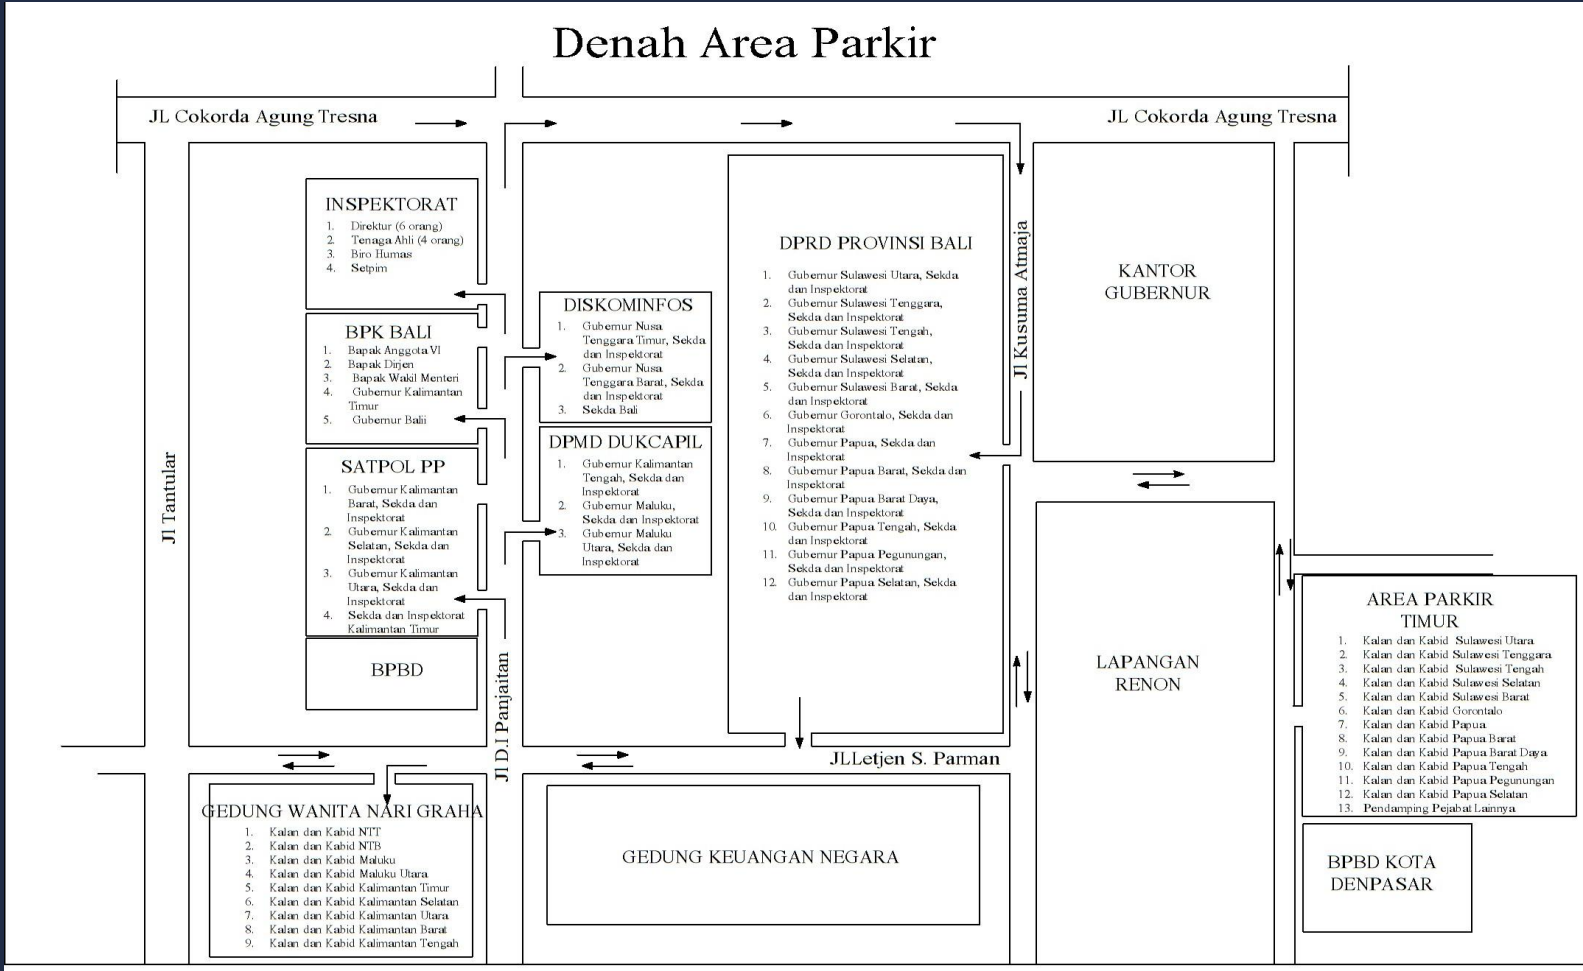 Denah Area Parkir
JL Cokorda Agung Tresna
JL Cokorda Agung Tresna
INSPEKTORAT
1. Direktur (6 orang)
2. Tenaga Ahli (4 orang)
3. Biro Humas
4. Setpim
BPK BALI
1. Bapak Anggota VI
2. Bapak Dirjen
3. Bapak Wakil Menteri
4. Gubernur Kalimantan
Timur
5. Gubernur Balii
SATPOL PP
1. Gubernur Kalimantan
Barat, Sekda dan
Inspektorat
2. Gubernur Kalimantan
Selatan, Sekda dan
Inspektorat
3. Gubernur Kalimantan
Utara, Sekda dan
Inspektorat
4. Sekda dan Inspektorat
Kalimantan Timur
BPBD
Jl Tantular
Jl D.I Panjaitan
DISKOMINFOS
1. Gubernur Nusa
Tenggara Timur, Sekda
dan Inspektorat
2. Gubernur Nusa
Tenggara Barat, Sekda
dan Inspektorat
3. Sekda Bali
DPMD DUKCAPIL
1. Gubernur Kalimantan
Tengah, Sekda dan
Inspektorat
2. Gubernur Maluku,
Sekda dan Inspektorat
3. Gubernur Maluku
Utara, Sekda dan
Inspektorat
DPRD PROVINSI BALI
1. Gubernur Sulawesi Utara, Sekda
dan Inspektorat
2. Gubernur Sulawesi Tenggara,
Sekda dan Inspektorat
3. Gubernur Sulawesi Tengah,
Sekda dan Inspektorat
4. Gubernur Sulawesi Selatan,
Sekda dan Inspektorat
5. Gubernur Sulawesi Barat, Sekda
dan Inspektorat
6. Gubernur Gorontalo, Sekda dan
Inspektorat
7. Gubernur Papua, Sekda dan
Inspektorat
8. Gubernur Papua Barat, Sekda dan
Inspektorat
9. Gubernur Papua Barat Daya,
Sekda dan Inspektorat
10. Gubernur Papua Tengah, Sekda
dan Inspektorat
11. Gubernur Papua Pegunungan,
Sekda dan Inspektorat
12. Gubernur Papua Selatan, Sekda
dan Inspektorat
Jl Kusuma Atmaja
KANTOR
GUBERNUR
LAPANGAN
RENON
AREA PARKIR
TIMUR
1. Kalan dan Kabid Sulawesi Utara
2. Kalan dan Kabid Sulawesi Tenggara
3. Kalan dan Kabid Sulawesi Tengah
4. Kalan dan Kabid Sulawesi Selatan
5. Kalan dan Kabid Sulawesi Barat
6. Kalan dan Kabid Gorontalo
7. Kalan dan Kabid Papua
8. Kalan dan Kabid Papua Barat
9. Kalan dan Kabid Papua Barat Daya
10. Kalan dan Kabid Papua Tengah
11. Kalan dan Kabid Papua Pegunungan
12. Kalan dan Kabid Papua Selatan
13. Pendamping Pejabat Lainnya
JLLetjen S. Parman
GEDUNG WANITA NARI GRAHA
1. Kalan dan Kabid NTT
2. Kalan dan Kabid NTB
3. Kalan dan Kabid Maluku
4. Kalan dan Kabid Maluku Utara
5. Kalan dan Kabid Kalimantan Timur
6. Kalan dan Kabid Kalimantan Selatan
7. Kalan dan Kabid Kalimantan Utara
8. Kalan dan Kabid Kalimantan Barat
9. Kalan dan Kabid Kalimantan Tengah
GEDUNG KEUANGAN NEGARA
BPBD KOTA
DENPASAR